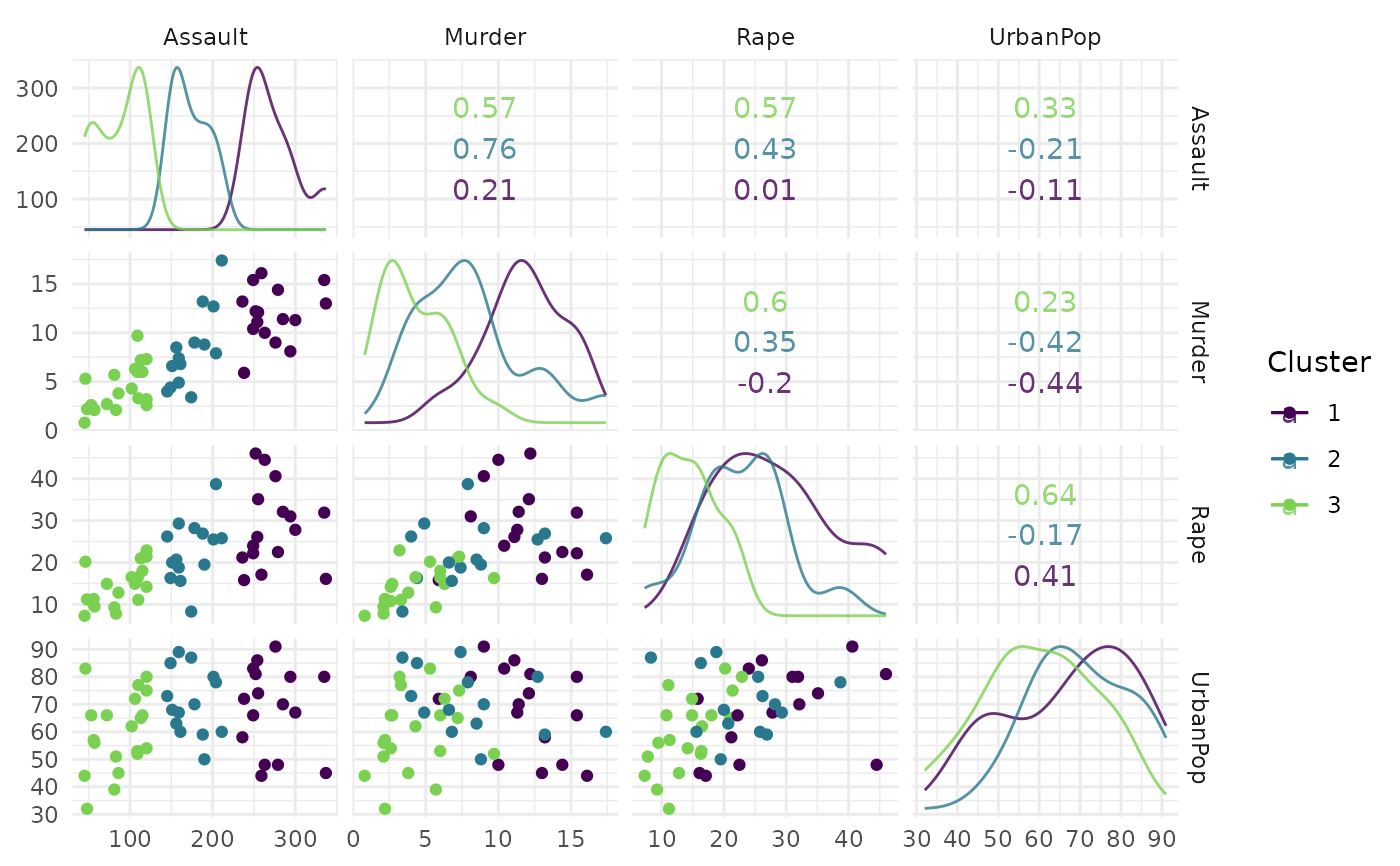 Assault Murder Rape UrbanPop
300
200
100
0.57 0.57 0.33
0.76 0.43 -0.21
0.21 0.01 -0.11
Assault
15
10
5
0
0.6 0.23
0.35 -0.42
-0.2 -0.44
Murder
40
30
20
10
0.64
-0.17
0.41
Rape
90
80
70
60
50
40
30
UrbanPop
100 200 300 0 5 10 15 10 20 30 40 30 40 50 60 70 80 90
Cluster
a 1
a 2
a 3